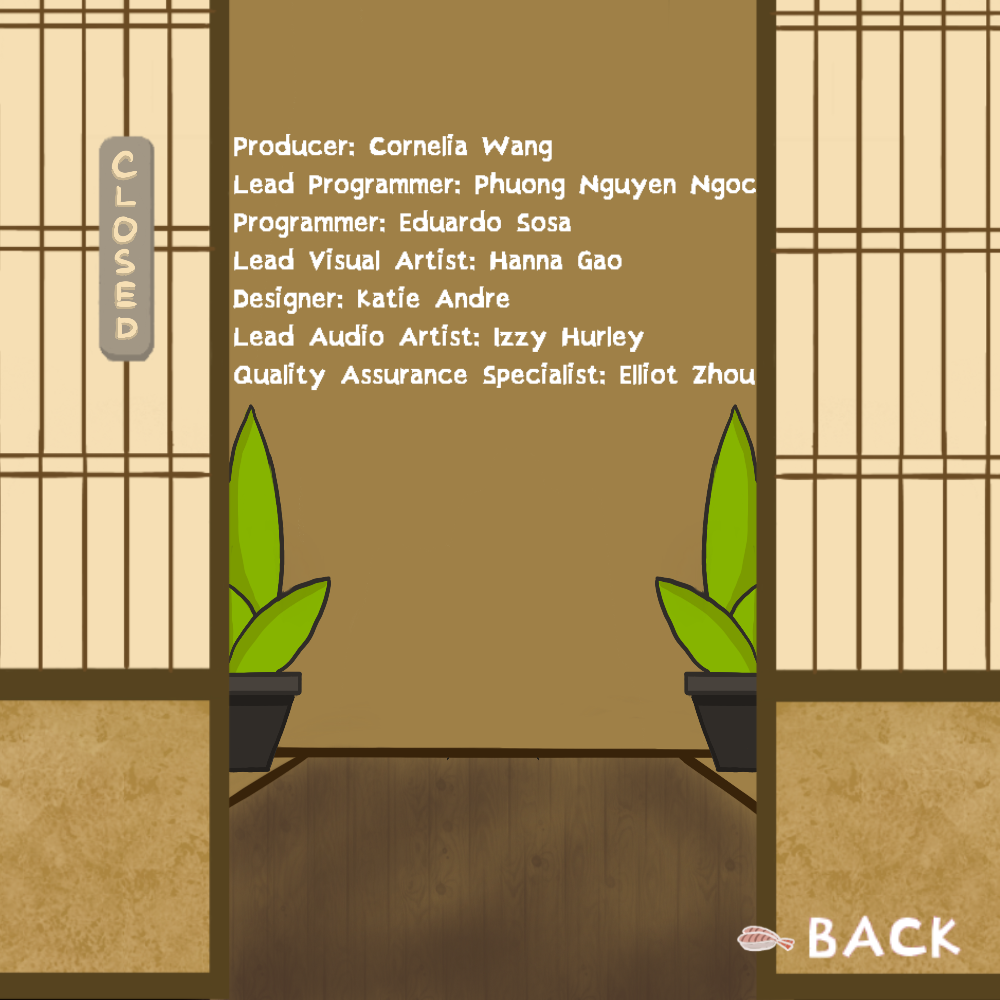 CLOSED
Producer: Cornelia Wang
Lead Programmer: Phuong Nguyen Ngoc
Programmer: Eduardo Sosa
Lead Visual Artist: Hanna Gao
Designer: Katie Andre
Lead Audio Artist: Izzy Hurley
Quality Assurance Specialist: Elliot Zhou
BACK